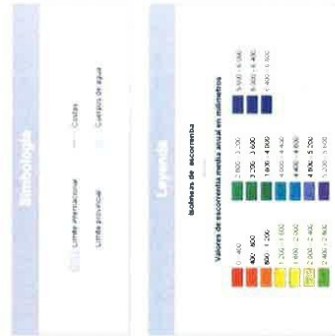 Simbología
Límite internacional
Costas
Límite provincial
Cuerpos de agua
Leyenda
Isolíneas de escorrentía
Valores de escorrentía media anual en milímetros
0 - 400
400 - 800
800 - 1 200
1 200 - 1 600
1 600 - 2 000
2 000 - 2 400
2 400 - 2 800
2 800 - 3 200
3 200 - 3 600
3 600 - 4 000
4 000 - 4 400
4 400 - 4 800
4 800 - 5 200
5 200 - 5 600
5 600 - 6 000
6 000 - 6 400
6 400 - 6 800